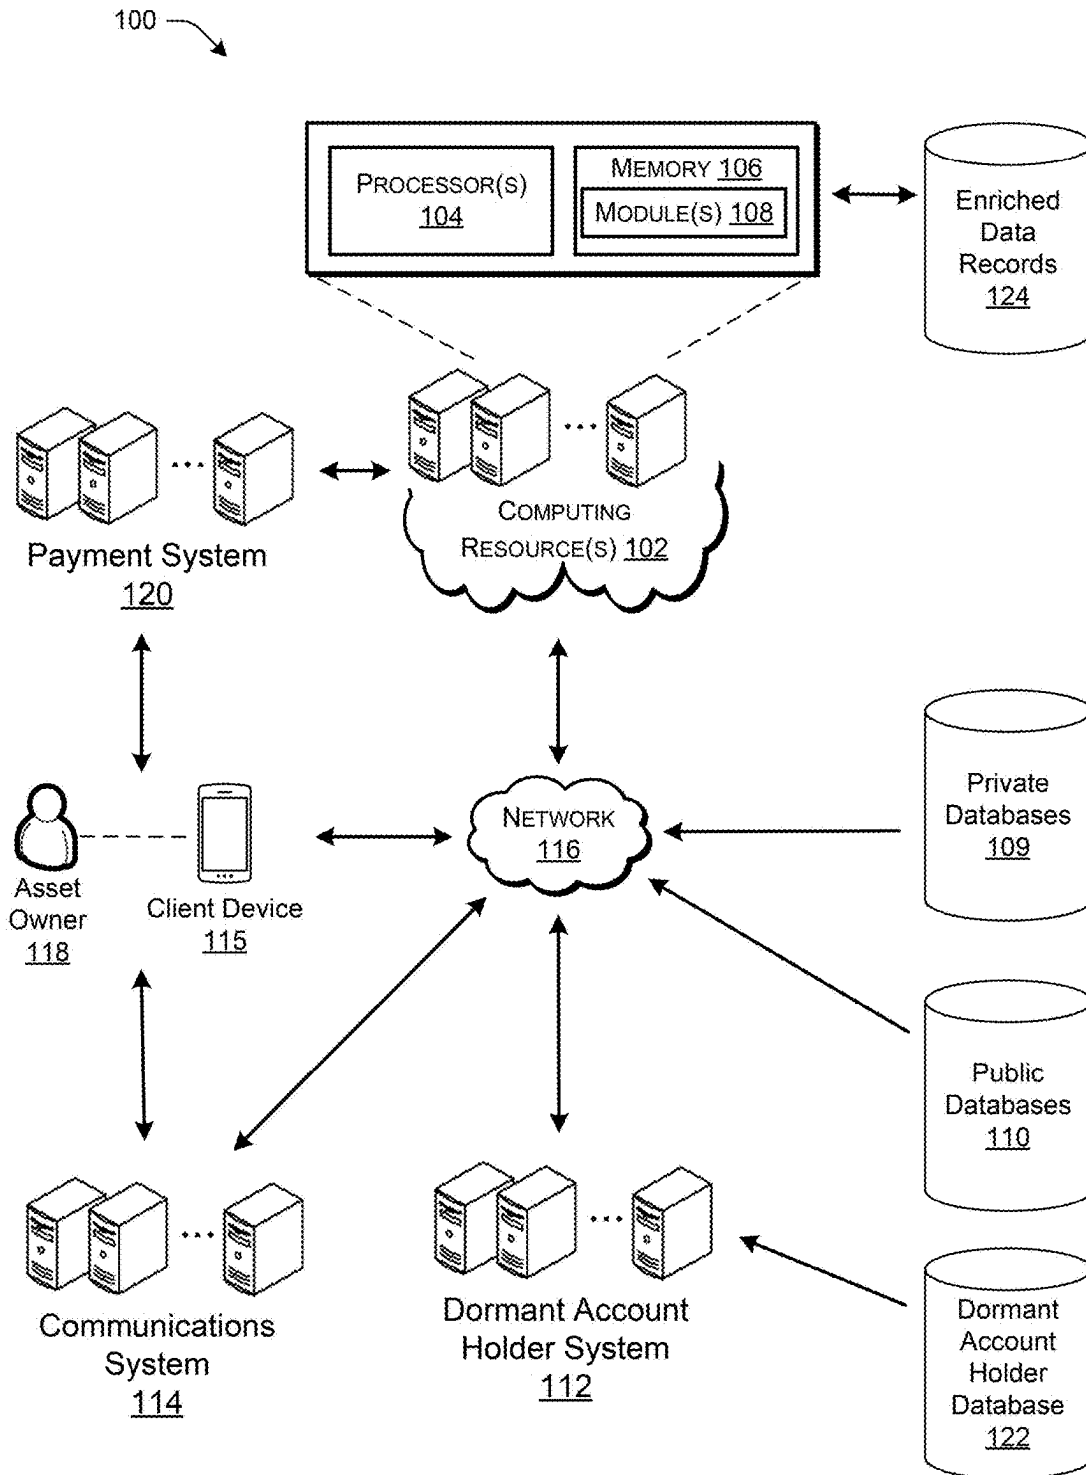 100
PROCESSOR(S)
104
MEMORY 106
MODULE(S) 108
Enriched
Data
Records
124
COMPUTING
RESOURCE(S) 102
Payment System
120
NETWORK
116
Private
Databases
109
Asset
Owner
118
Client Device
115
Public
Databases
110
Communications
System
114
Dormant Account
Holder System
112
Dormant
Account
Holder
Database
122